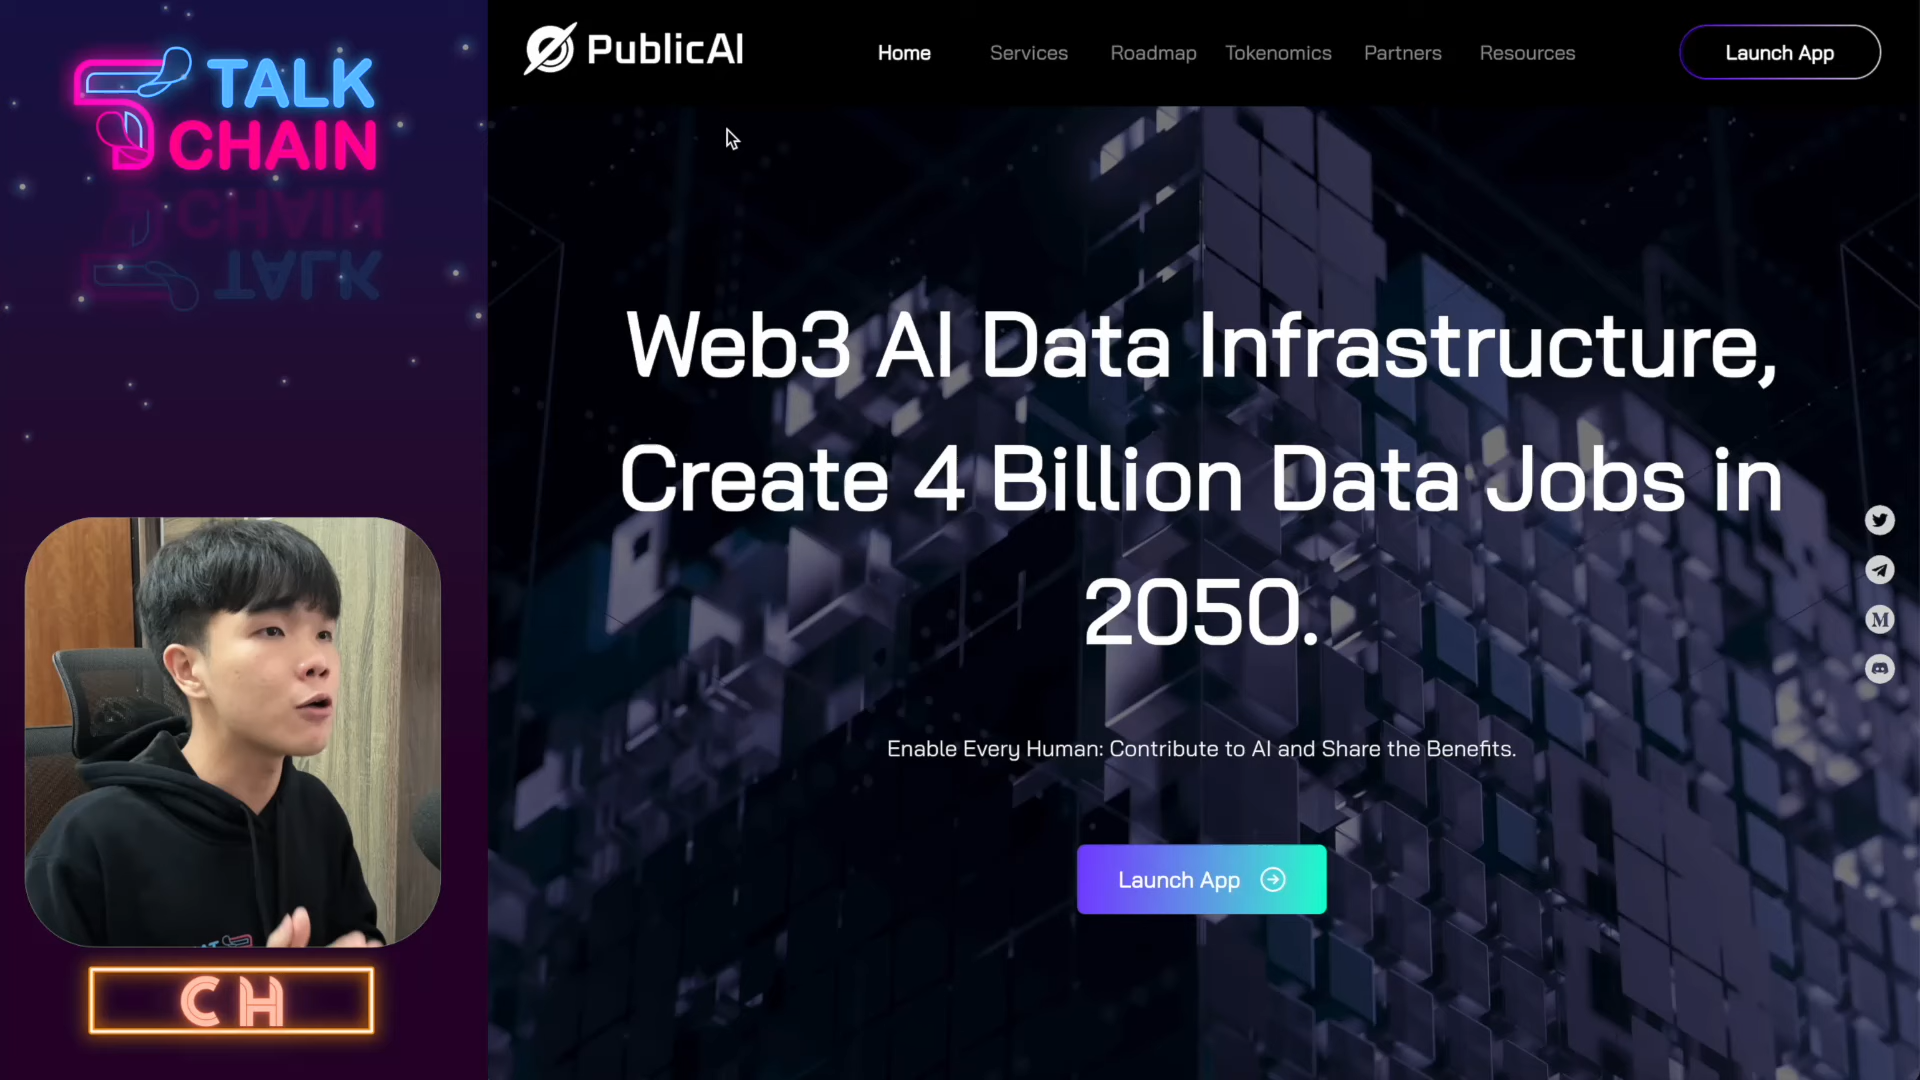 TALK
CHAIN
PublicAI
Home
Services
Roadmap
Tokenomics
Partners
Resources
Launch App
Web3 AI Data Infrastructure,
Create 4 Billion Data Jobs in
2050.
Enable Every Human: Contribute to AI and Share the Benefits.
Launch App
M
CH